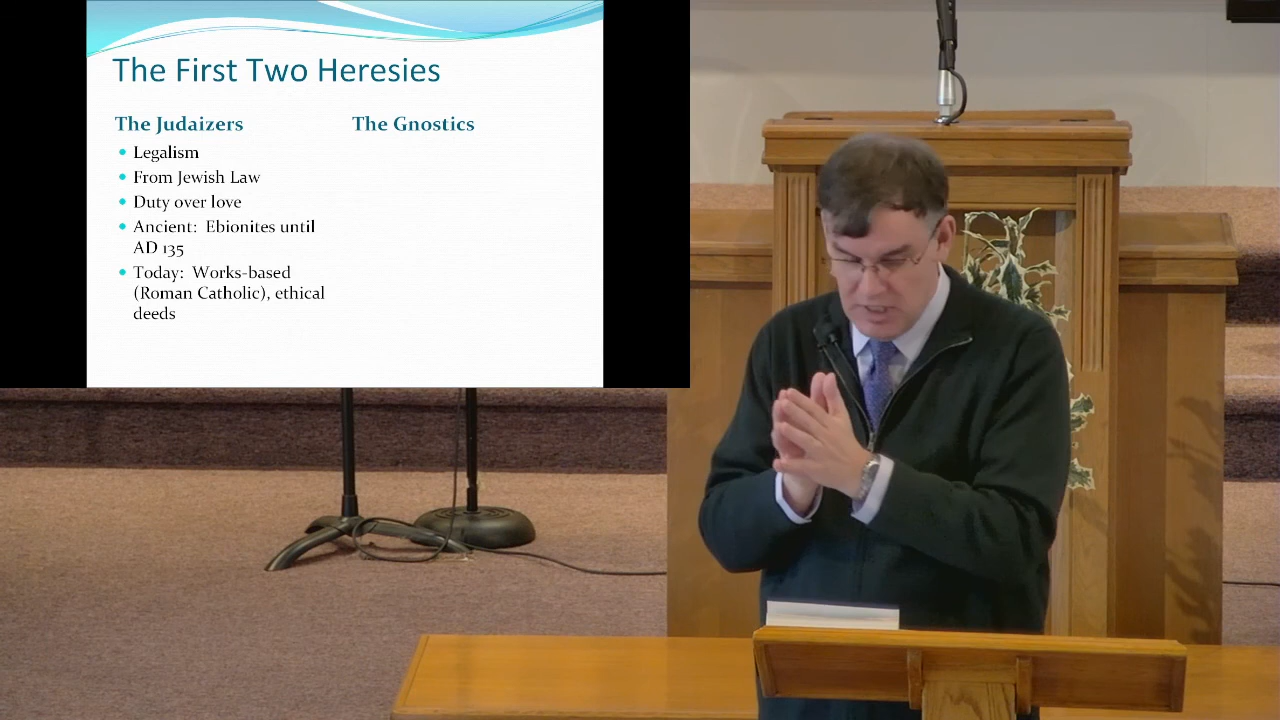 The First Two Heresies
The Judaizers
Legalism
From Jewish Law
Duty over love
Ancient: Ebionites until
AD 135
Today: Works-based
(Roman Catholic), ethical
deeds
The Gnostics